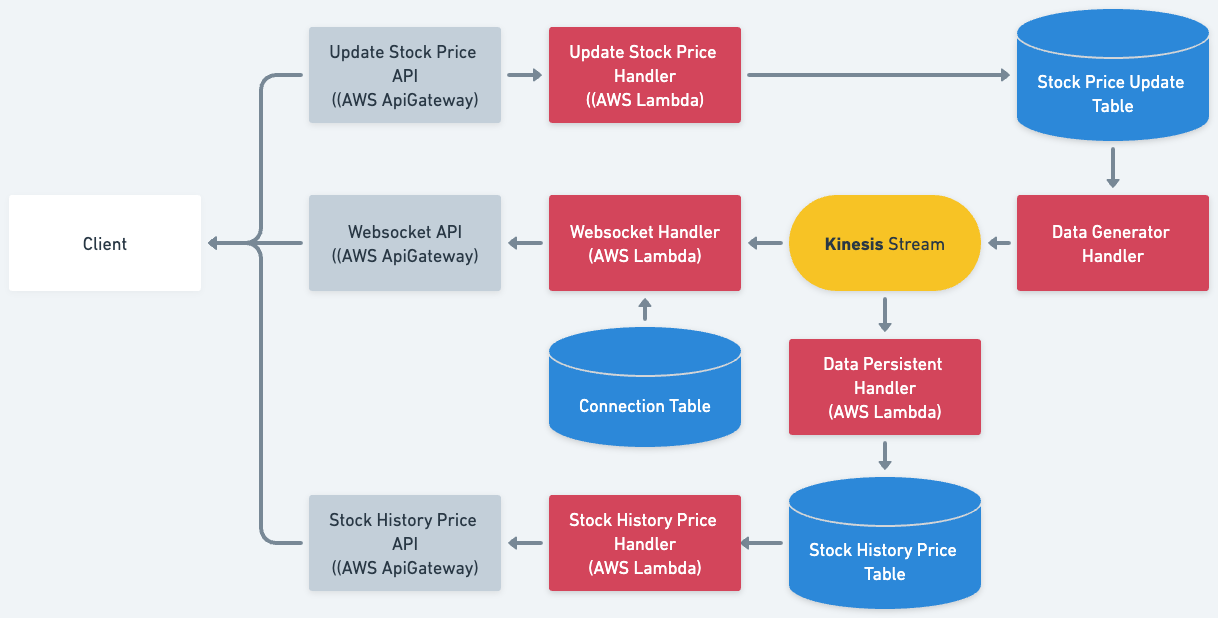 Update Stock Price
API
((AWS ApiGateway)
Update Stock Price
Handler
((AWS Lambda)
Stock Price Update
Table
Client
Websocket API
((AWS ApiGateway)
Websocket Handler
(AWS Lambda)
Kinesis Stream
Data Generator
Handler
Connection Table
Data Persistent
Handler
(AWS Lambda)
Stock History Price
API
((AWS ApiGateway)
Stock History Price
Handler
(AWS Lambda)
Stock History Price
Table